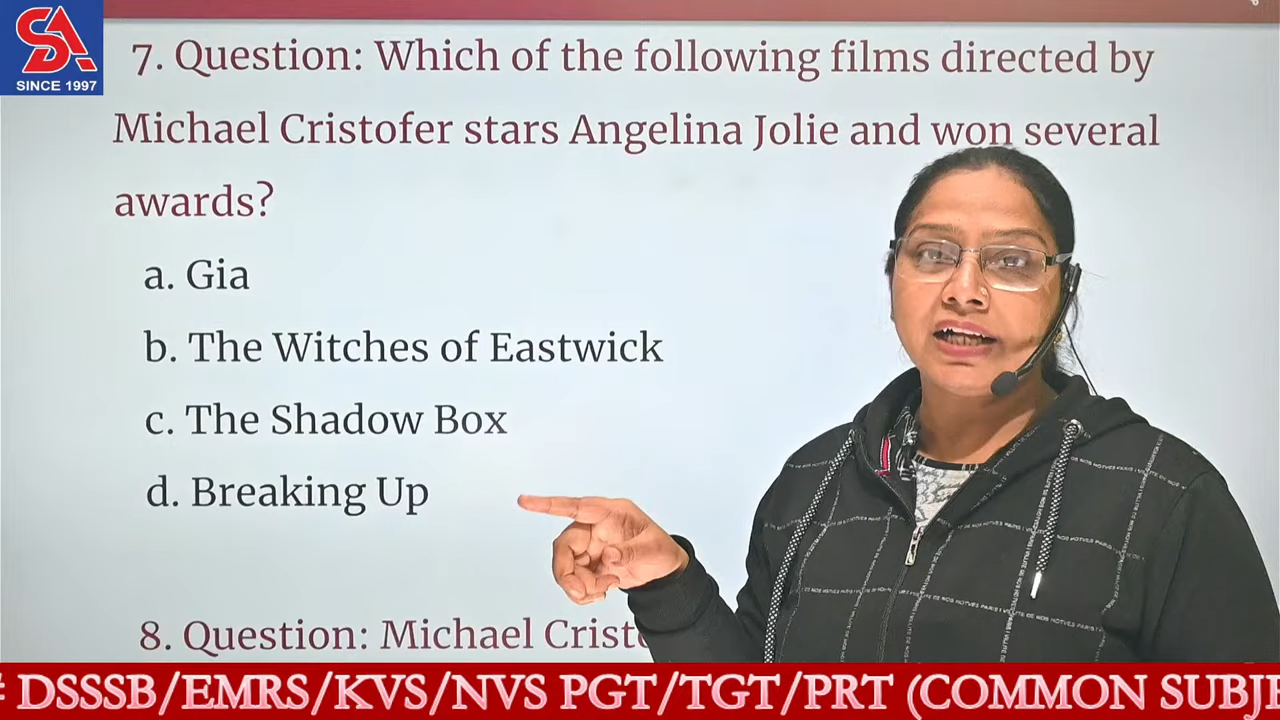 SA
SINCE 1997
7. Question: Which of the following films directed by
Michael Cristofer stars Angelina Jolie and won several
awards?
a. Gia
b. The Witches of Eastwick
c. The Shadow Box
d. Breaking Up
8. Question: Michael
DSSSB/EMRS/KVS/NVS PGT/TGT/PRT (COMMON